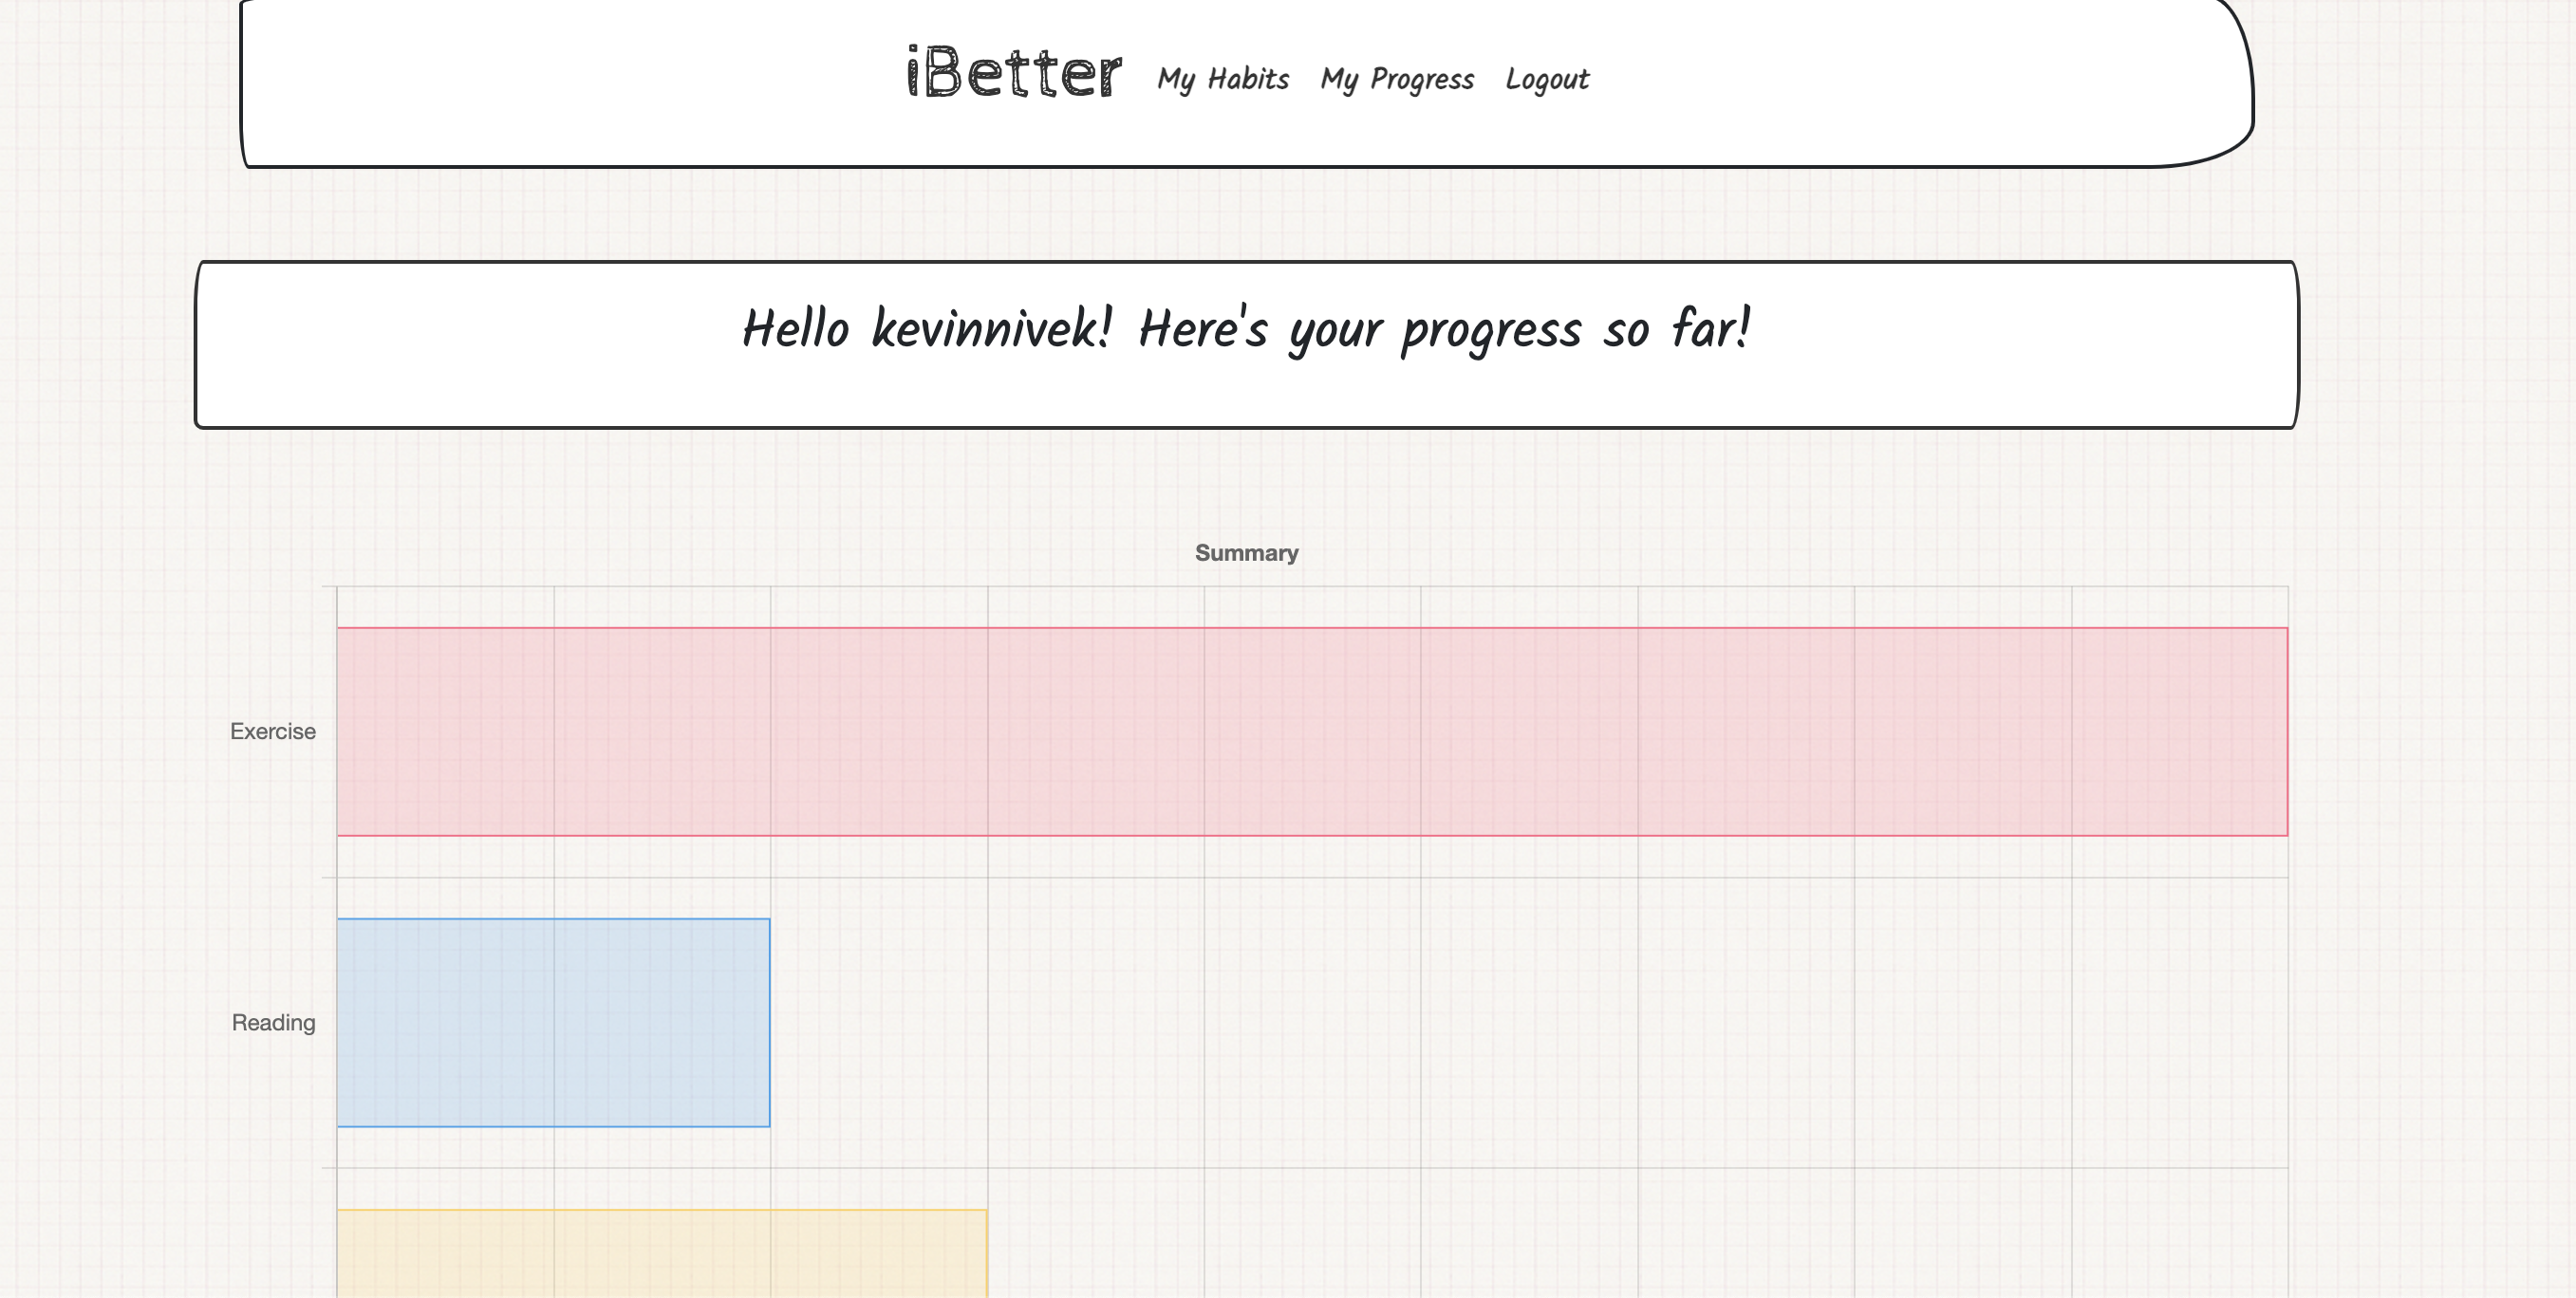 iBetter My Habits My Progress Logout
Hello kevinnivek! Here's your progress so far!
Summary
Exercise
Reading